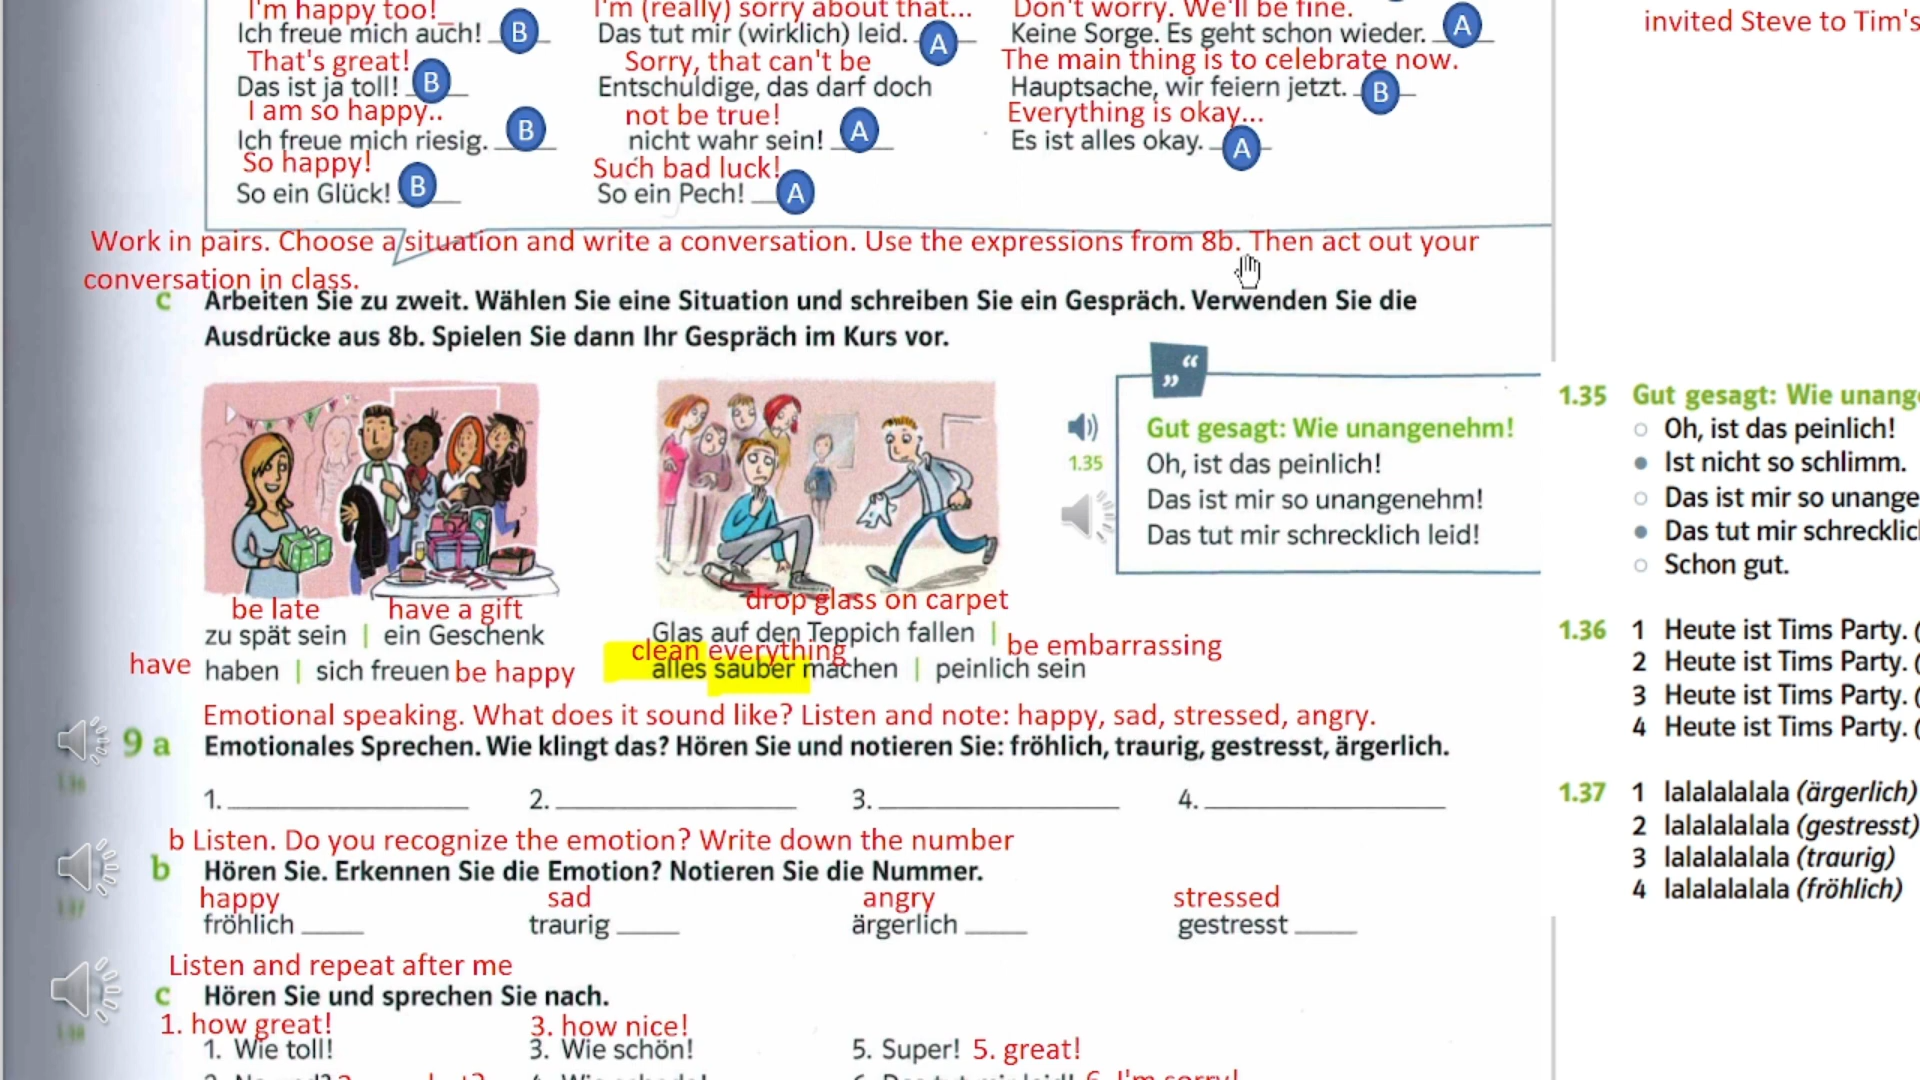 I'm happy too!
I'm (really) sorry about that...
Don't worry. We'll be fine.
Ich freue mich auch! B
Das tut mir (wirklich) leid. A
Keine Sorge. Es geht schon wieder. A
That's great!
Sorry, that can't be
The main thing is to celebrate now.
Das ist ja toll! B
Entschuldige, das darf doch
Hauptsache, wir feiern jetzt. B
I am so happy..
not be true!
Everything is okay...
Ich freue mich riesig. B
nicht wahr sein! A
Es ist alles okay. A
So happy!
Such bad luck!
So ein Glück! B
So ein Pech! A
invited Steve to Tim's
Work in pairs. Choose a situation and write a conversation. Use the expressions from 8b. Then act out your
conversation in class.
c Arbeiten Sie zu zweit. Wählen Sie eine Situation und schreiben Sie ein Gespräch. Verwenden Sie die
Ausdrücke aus 8b. Spielen Sie dann Ihr Gespräch im Kurs vor.
„ “
1.35
Gut gesagt: Wie unangenehm!
Oh, ist das peinlich!
Das ist mir so unangenehm!
Das tut mir schrecklich leid!
be late have a gift
zu spät sein | ein Geschenk
have haben | sich freuen be happy
drop glass on carpet
Glas auf den Teppich fallen |
clean everything be embarrassing
alles sauber machen | peinlich sein
Emotional speaking. What does it sound like? Listen and note: happy, sad, stressed, angry.
9 a Emotionales Sprechen. Wie klingt das? Hören Sie und notieren Sie: fröhlich, traurig, gestresst, ärgerlich.
1. 2. 3. 4.
b Listen. Do you recognize the emotion? Write down the number
b Hören Sie. Erkennen Sie die Emotion? Notieren Sie die Nummer.
happy sad angry stressed
fröhlich traurig ärgerlich gestresst
Listen and repeat after me
c Hören Sie und sprechen Sie nach.
1. how great! 3. how nice!
1. Wie toll! 3. Wie schön! 5. Super! 5. great!
6. I'm sorry!
1.35 Gut gesagt: Wie
Oh, ist das peinlich!
Ist nicht so schlimm.
Das ist mir so
Das tut mir
Schon gut.
1.36 1 Heute ist Tims Party. (
2 Heute ist Tims Party. (
3 Heute ist Tims Party. (
4 Heute ist Tims Party. (
1.37 1 lalalalalala (ärgerlich)
2 lalalalalala (gestresst)
3 lalalalalala (traurig)
4 lalalalalala (fröhlich)